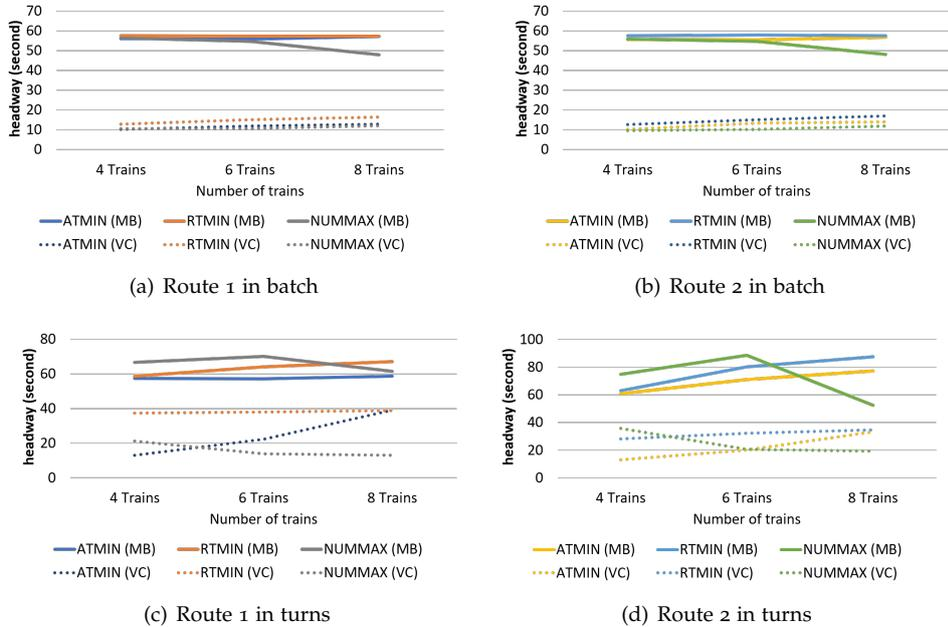 70
60
50
40
30
20
10
0
headway (second)
4 Trains 6 Trains 8 Trains
Number of trains
ATMIN (MB) RTMIN (MB) NUMMAX (MB)
ATMIN (VC) RTMIN (VC) NUMMAX (VC)
(a) Route 1 in batch
70
60
50
40
30
20
10
0
headway (second)
4 Trains 6 Trains 8 Trains
Number of trains
ATMIN (MB) RTMIN (MB) NUMMAX (MB)
ATMIN (VC) RTMIN (VC) NUMMAX (VC)
(b) Route 2 in batch
80
60
40
20
0
headway (second)
4 Trains 6 Trains 8 Trains
Number of trains
ATMIN (MB) RTMIN (MB) NUMMAX (MB)
ATMIN (VC) RTMIN (VC) NUMMAX (VC)
(c) Route 1 in turns
100
80
60
40
20
0
headway (second)
4 Trains 6 Trains 8 Trains
Number of trains
ATMIN (MB) RTMIN (MB) NUMMAX (MB)
ATMIN (VC) RTMIN (VC) NUMMAX (VC)
(d) Route 2 in turns